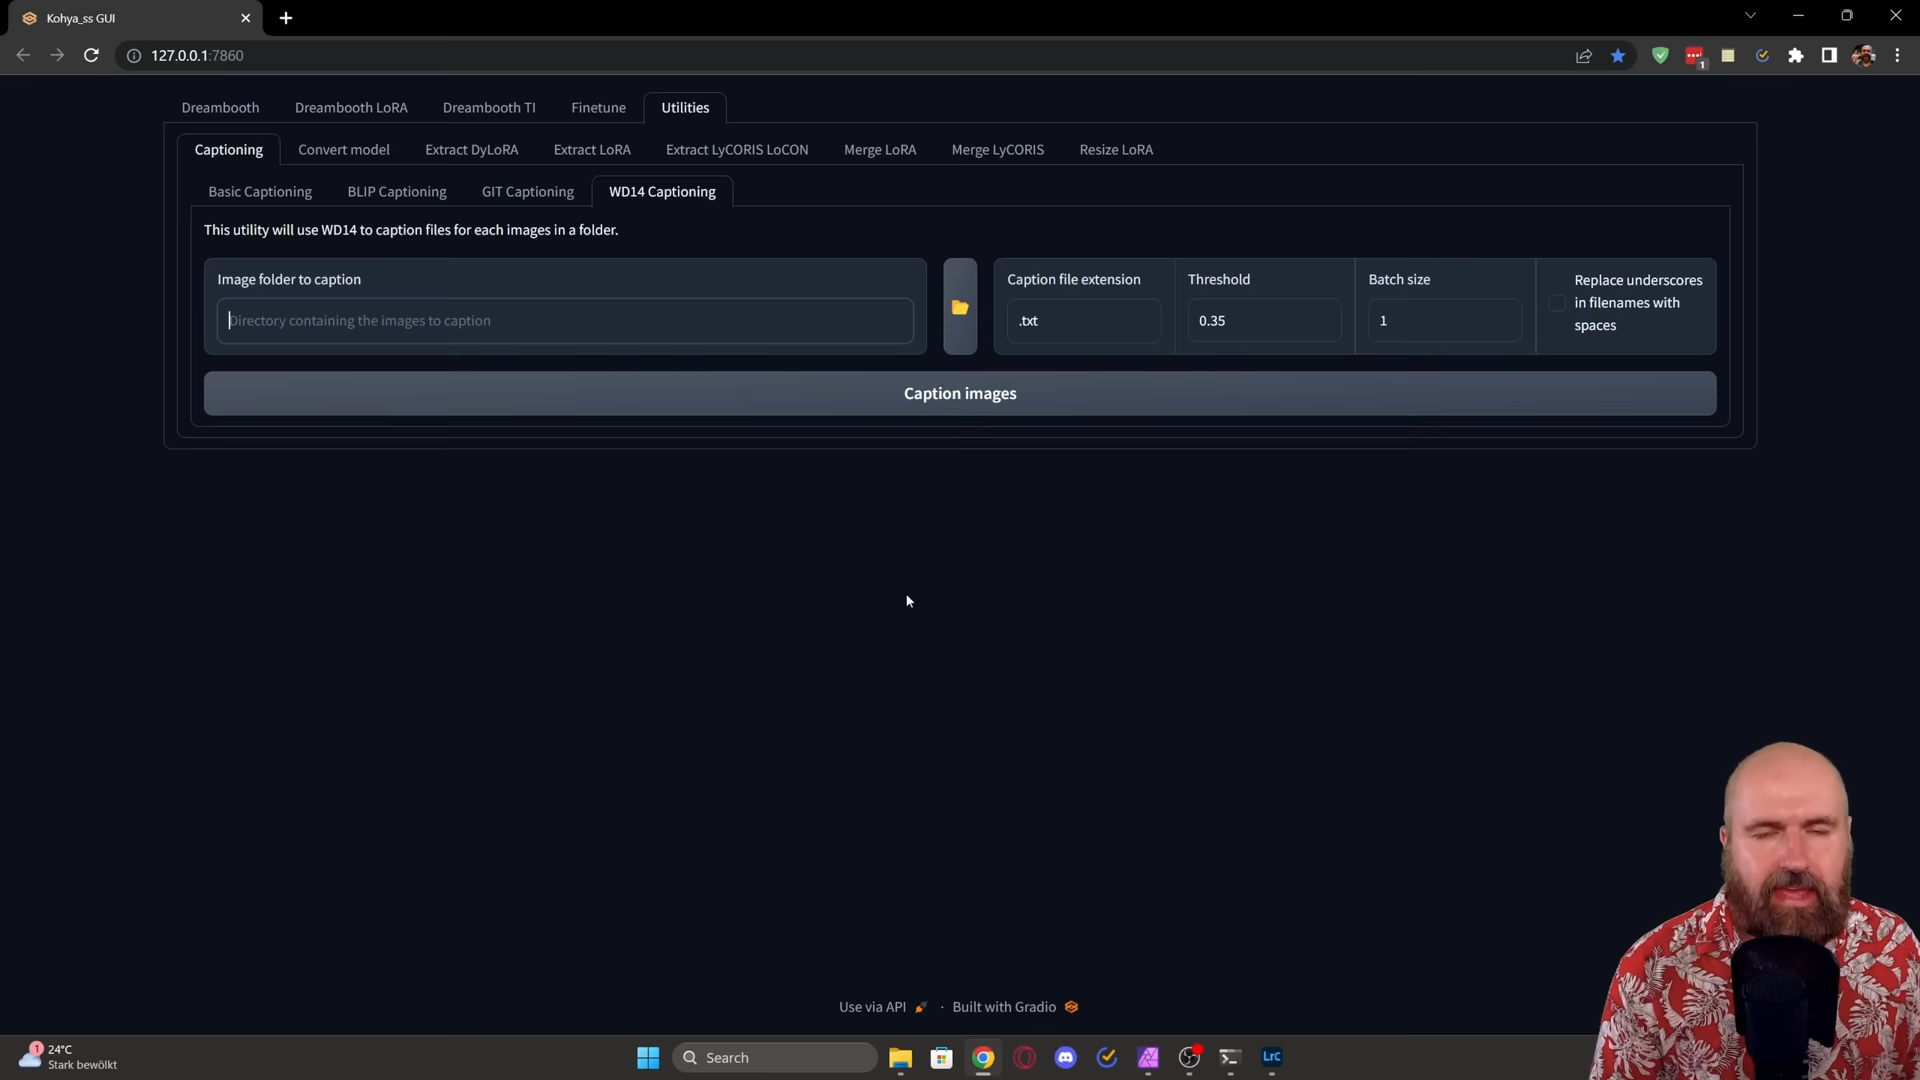 Kohya_ss GUI
127.0.0.1:7860
1
Dreambooth Dreambooth LoRA Dreambooth TI Finetune Utilities
Captioning Convert model Extract DyLoRA Extract LoRA Extract LyCORIS LoCON Merge LoRA Merge LyCORIS Resize LoRA
Basic Captioning BLIP Captioning GIT Captioning WD14 Captioning
This utility will use WD14 to caption files for each images in a folder.
Image folder to caption
Directory containing the images to caption
Caption file extension
.txt
Threshold
0.35
Batch size
1
Replace underscores
in filenames with
spaces
Caption images
Use via API · Built with Gradio
1
24°C
Stark bewölkt
Search
LrC